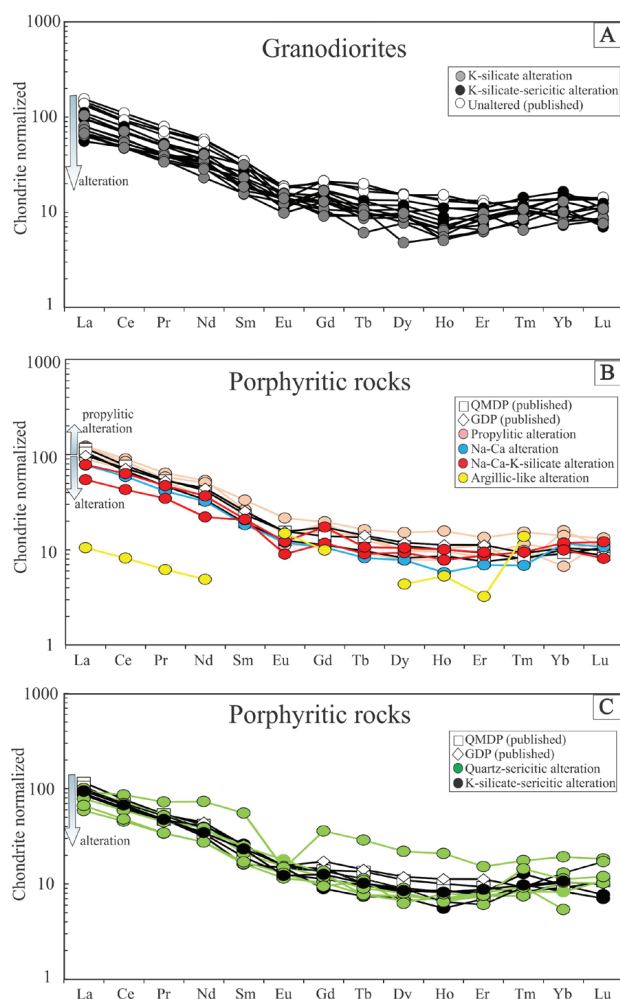 A
Granodiorites
1000
100
10
1
Chondrite normalized
K-silicate alteration
K-silicate-sericitic alteration
Unaltered (published)
alteration
La Ce Pr Nd Sm Eu Gd Tb Dy Ho Er Tm Yb Lu
B
Porphyritic rocks
1000
100
10
1
Chondrite normalized
QMDP (published)
GDP (published)
Propylitic alteration
Na-Ca alteration
Na-Ca-K-silicate alteration
Argillic-like alteration
propylitic
alteration
alteration
La Ce Pr Nd Sm Eu Gd Tb Dy Ho Er Tm Yb Lu
C
Porphyritic rocks
1000
100
10
1
Chondrite normalized
QMDP (published)
GDP (published)
Quartz-sericitic alteration
K-silicate-sericitic alteration
alteration
La Ce Pr Nd Sm Eu Gd Tb Dy Ho Er Tm Yb Lu